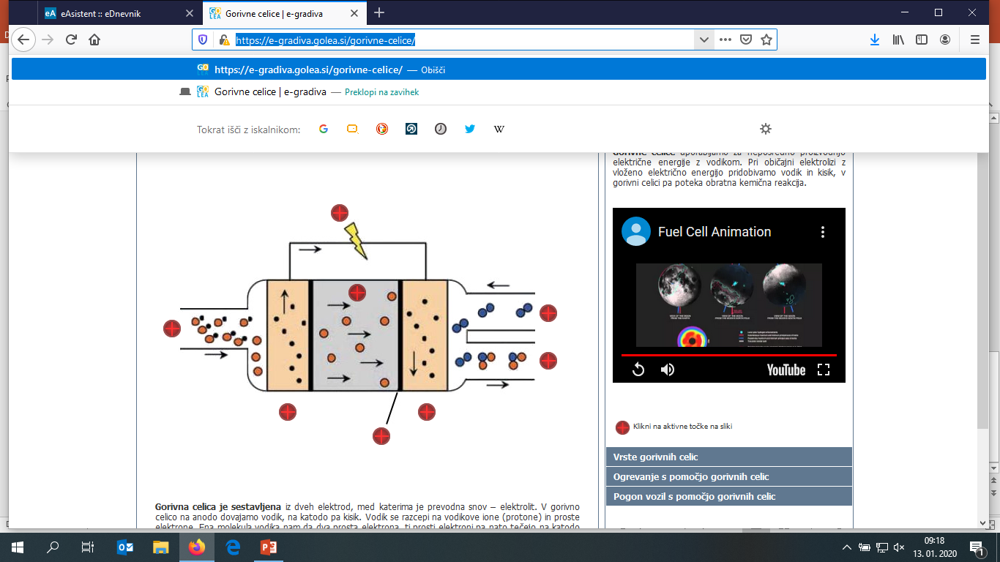 eAsistent :: eDnevnik
Gorivne celice | e-gradiva
https://e-gradiva.golea.si/gorivne-celice/
https://e-gradiva.golea.si/gorivne-celice/ — Obišči
Gorivne celice | e-gradiva — Preklopi na zavihek
Tokrat išči z iskalnikom:
Gorivne celice uporabljamo za neposredno proizvodnjo
električne energije z vodikom. Pri običajni elektrolizi z
vloženo električno energijo pridobivamo vodik in kisik, v
gorivni celici pa poteka obratna kemična reakcija.
Fuel Cell Animation
YouTube
Klikni na aktivne točke na sliki
Vrste gorivnih celic
Ogrevanje s pomočjo gorivnih celic
Pogon vozil s pomočjo gorivnih celic
Gorivna celica je sestavljena iz dveh elektrod, med katerima je prevodna snov – elektrolit. V gorivno
celico na anodo dovajamo vodik, na katodo pa kisik. Vodik se razcepi na vodikove ione (protone) in proste
elektrone. Ena molekula vodika nam da dva prosta elektrona, ti prosti elektroni pa nato tečejo na katodo
09:18
13. 01. 2020
1